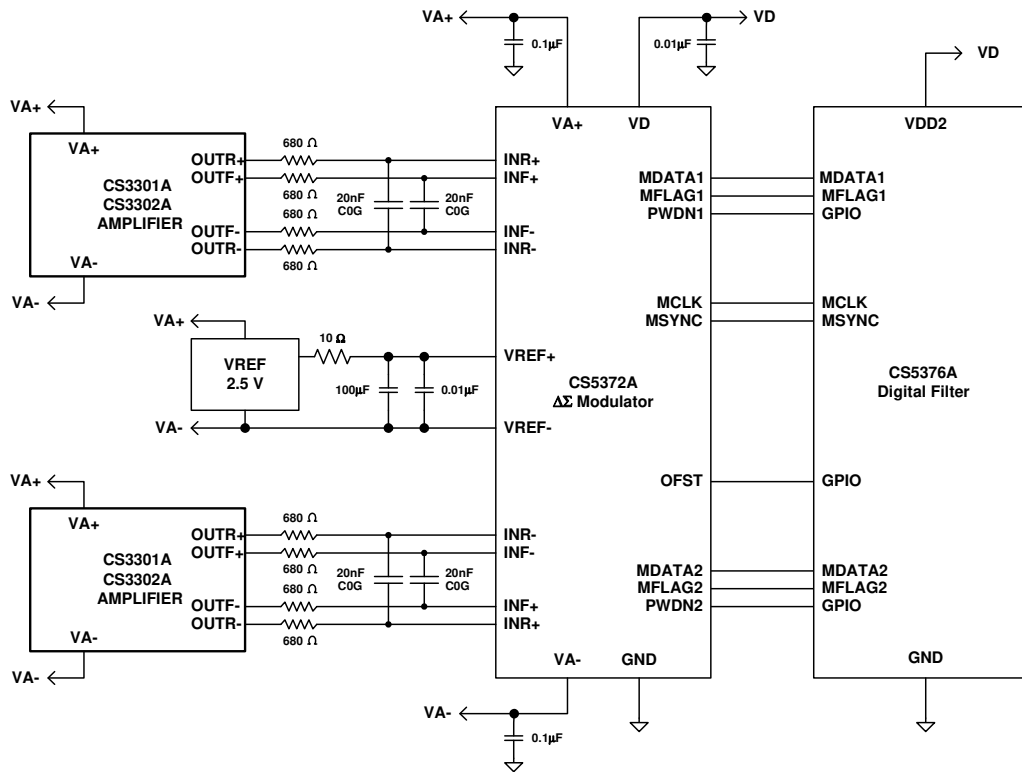 VA+
0.1µF
0.01µF
VD
VD
VA+
VA+
OUTR+
OUTF+
CS3301A
CS3302A
AMPLIFIER
OUTF-
OUTR-
VA-
VA-
680 Ω
680 Ω
680 Ω
680 Ω
20nF
C0G
20nF
C0G
VA+
VREF
2.5 V
VA-
10 Ω
100µF
0.01µF
VA+
VA+
OUTR+
OUTF+
CS3301A
CS3302A
AMPLIFIER
OUTF-
OUTR-
VA-
VA-
680 Ω
680 Ω
680 Ω
680 Ω
20nF
C0G
20nF
C0G
VA+
VD
INR+
INF+
INF-
INR-
VREF+
VREF-
INR-
INF-
INF+
INR+
CS5372A
ΔΣ Modulator
MDATA1
MFLAG1
PWDN1
MCLK
MSYNC
OFST
MDATA2
MFLAG2
PWDN2
VA-
GND
VA-
0.1µF
VDD2
MDATA1
MFLAG1
GPIO
MCLK
MSYNC
CS5376A
Digital Filter
GPIO
MDATA2
MFLAG2
GPIO
GND